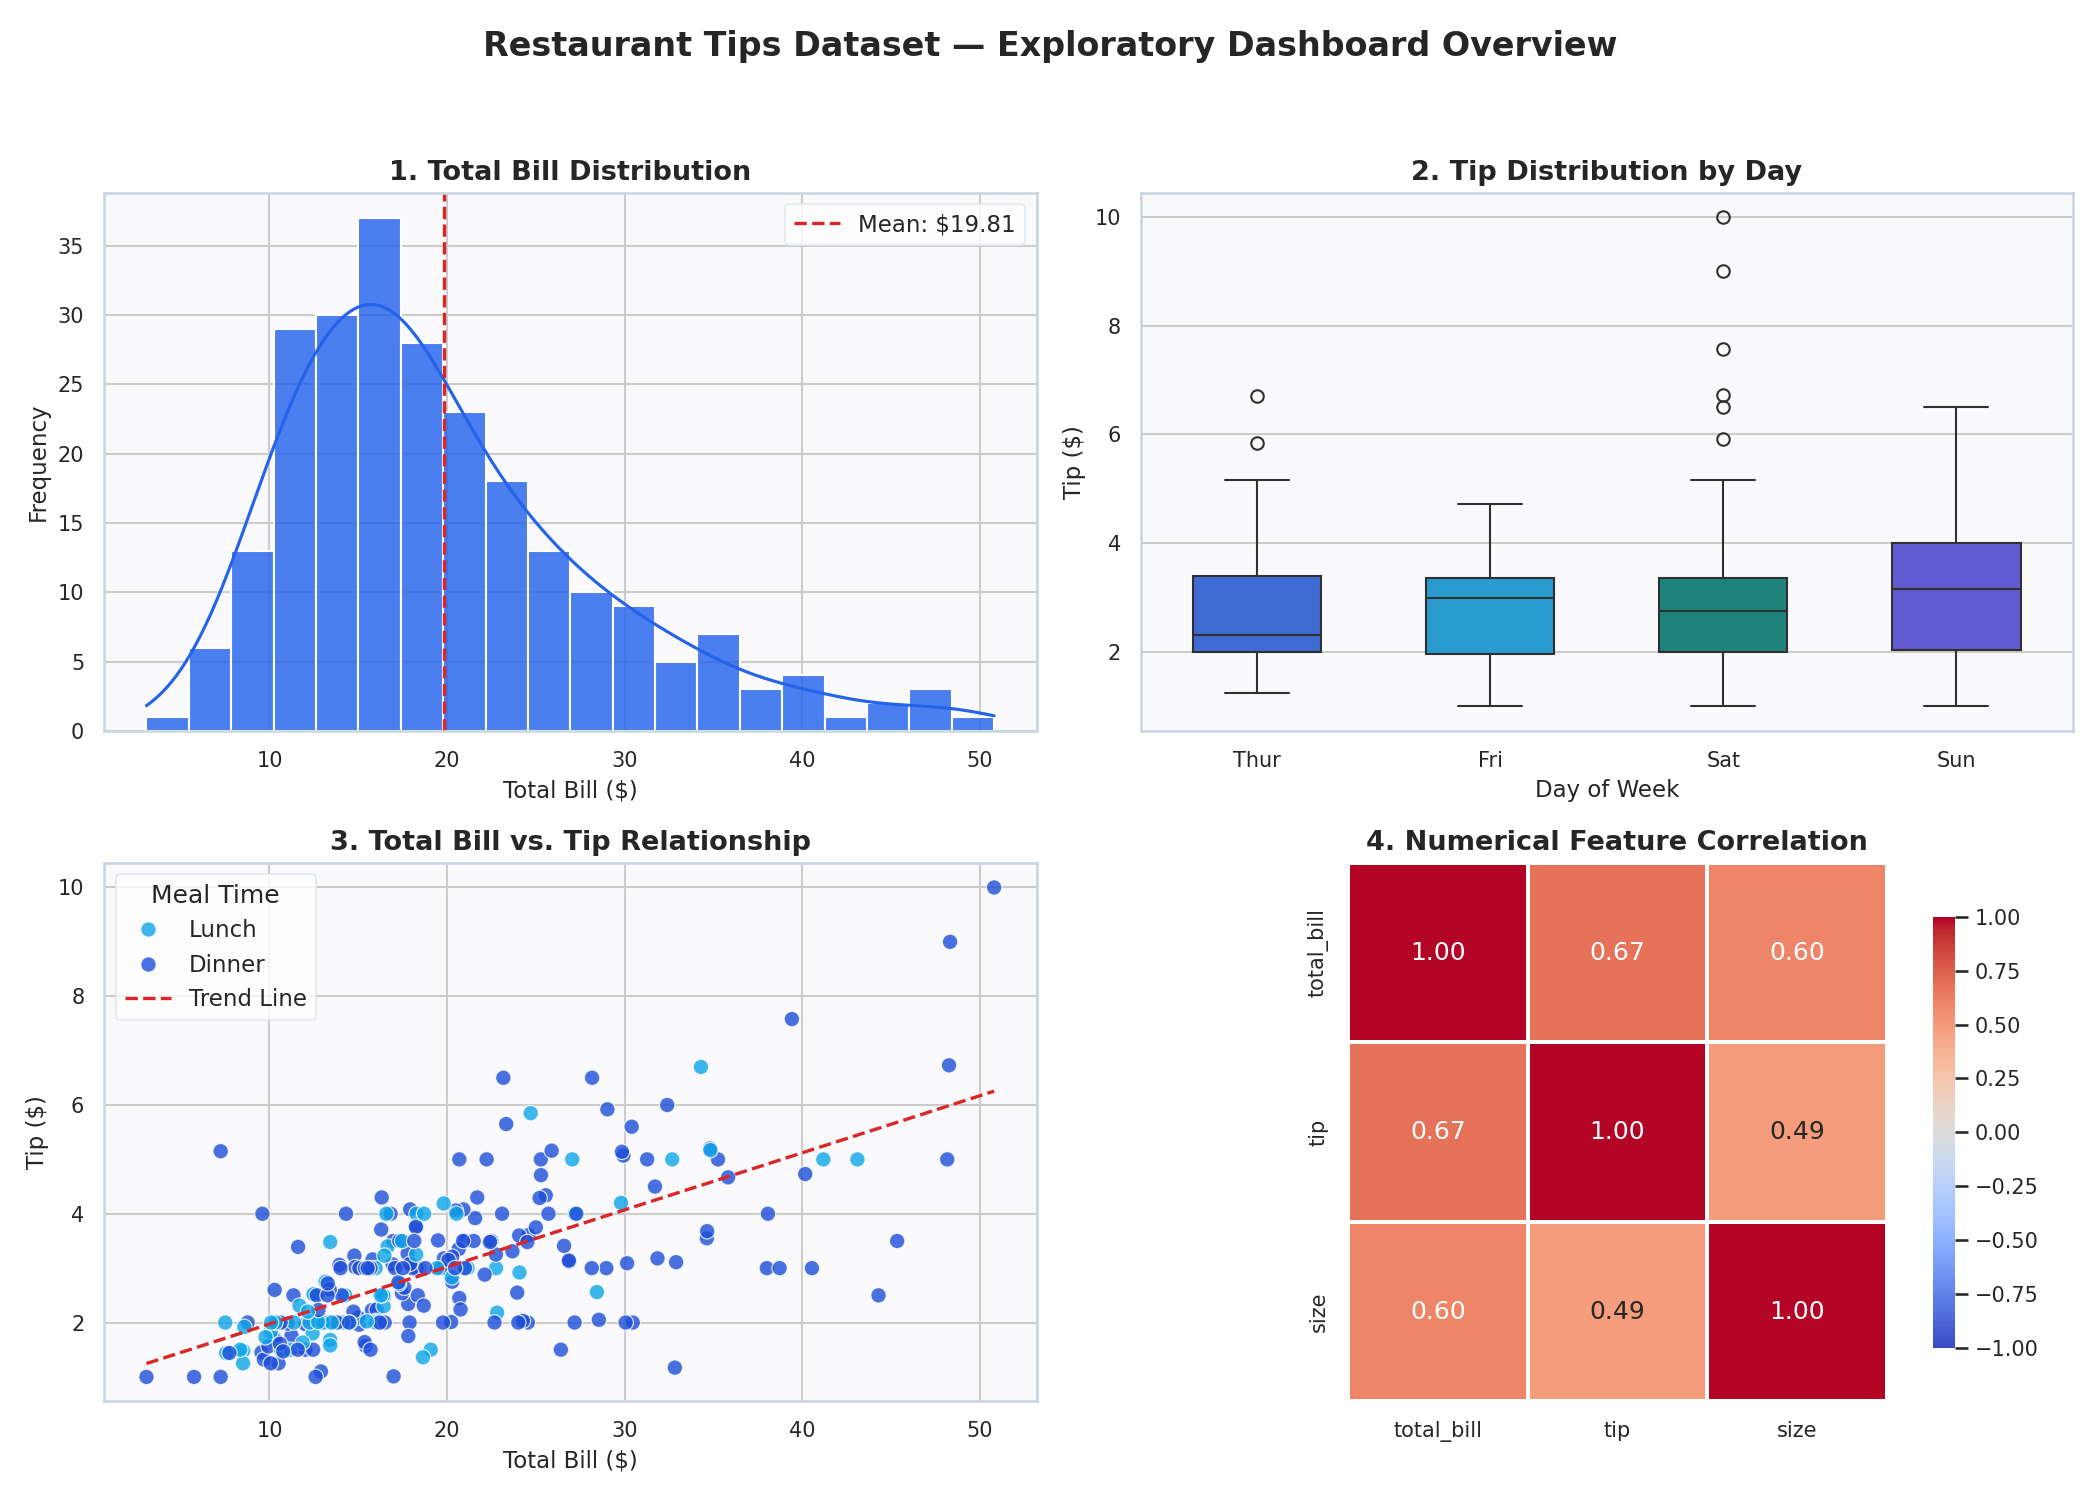 Restaurant Tips Dataset — Exploratory Dashboard Overview
1. Total Bill Distribution
Mean: $19.81
Frequency
35
30
25
20
15
10
5
0
10 20 30 40 50
Total Bill ($)
2. Tip Distribution by Day
Tip ($)
10
8
6
4
2
Thur Fri Sat Sun
Day of Week
3. Total Bill vs. Tip Relationship
Meal Time
Lunch
Dinner
Trend Line
Tip ($)
10
8
6
4
2
10 20 30 40 50
Total Bill ($)
4. Numerical Feature Correlation
total_bill
1.00 0.67 0.60
tip
0.67 1.00 0.49
size
0.60 0.49 1.00
total_bill tip size
1.00
0.75
0.50
0.25
0.00
−0.25
−0.50
−0.75
−1.00